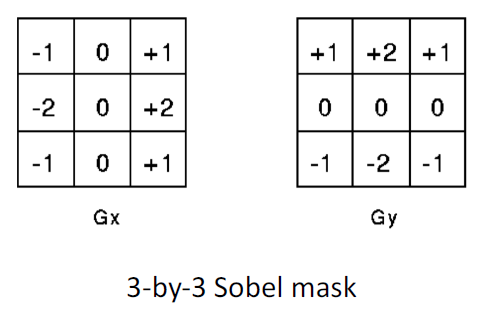 -1 0 +1
-2 0 +2
-1 0 +1
Gx
+1 +2 +1
0 0 0
-1 -2 -1
Gy
3-by-3 Sobel mask